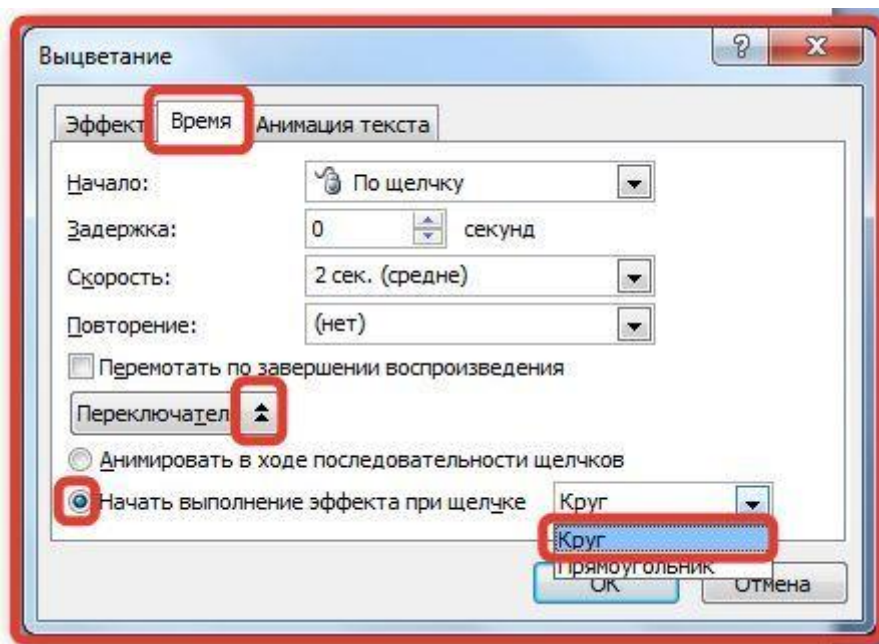 Выцветание
Эффект Время Анимация текста
Начало: По щелчку
Задержка: 0 секунд
Скорость: 2 сек. (средне)
Повторение: (нет)
Перемотать по завершении воспроизведения
Переключател
Анимировать в ходе последовательности щелчков
Начать выполнение эффекта при щелчке Круг
Круг
Прямоугольник
ОК Отмена